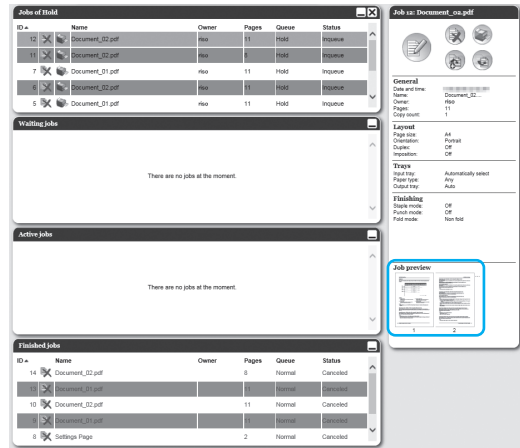 Jobs of Hold
ID Name Owner Pages Queue Status
12 Document_02.pdf riso 11 Hold Inqueue
11 Document_02.pdf riso 6 Hold Inqueue
7 Document_01.pdf riso 11 Hold Inqueue
6 Document_02.pdf riso 11 Hold Inqueue
5 Document_01.pdf riso 11 Hold Inqueue
Waiting jobs
There are no jobs at the moment.
Active jobs
There are no jobs at the moment.
Finished jobs
ID Name Owner Pages Queue Status
14 Document_02.pdf 8 Normal Canceled
13 Document_01.pdf 11 Normal Canceled
10 Document_02.pdf 11 Normal Canceled
9 Document_01.pdf 11 Normal Canceled
8 Settings Page 2 Normal Canceled
Job 12: Document_02.pdf
General
Date and time:
Name: Document_02....
Owner: riso
Pages: 11
Copy count: 1
Layout
Page size: A4
Orientation: Portrait
Duplex: Off
Imposition: Off
Trays
Input tray: Automatically select
Paper type: Any
Output tray: Auto
Finishing
Staple mode: Off
Punch mode: Off
Fold mode: Non fold
Job preview
1 2